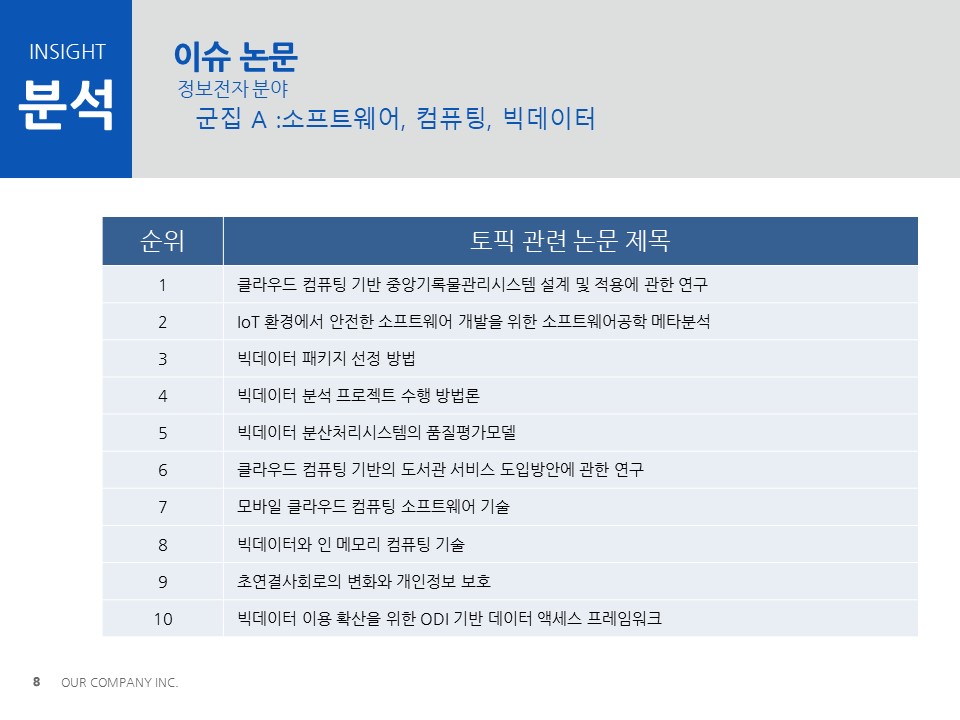 INSIGHT
분석
이슈 논문
정보전자 분야
군집 A :소프트웨어, 컴퓨팅, 빅데이터
순위 토픽 관련 논문 제목
1 클라우드 컴퓨팅 기반 중앙기록물관리시스템 설계 및 적용에 관한 연구
2 IoT 환경에서 안전한 소프트웨어 개발을 위한 소프트웨어공학 메타분석
3 빅데이터 패키지 선정 방법
4 빅데이터 분석 프로젝트 수행 방법론
5 빅데이터 분산처리시스템의 품질평가모델
6 클라우드 컴퓨팅 기반의 도서관 서비스 도입방안에 관한 연구
7 모바일 클라우드 컴퓨팅 소프트웨어 기술
8 빅데이터와 인 메모리 컴퓨팅 기술
9 초연결사회로의 변화와 개인정보 보호
10 빅데이터 이용 확산을 위한 ODI 기반 데이터 액세스 프레임워크
8 OUR COMPANY INC.